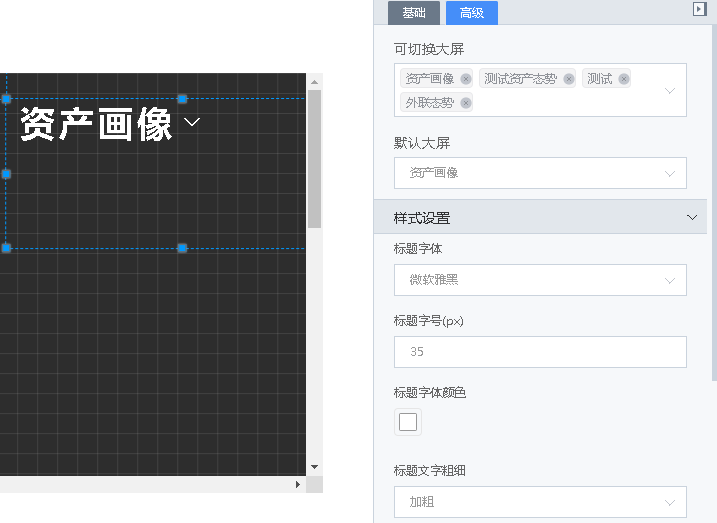 基础 高级
可切换大屏
资产画像 测试资产态势 测试
外联态势
默认大屏
资产画像
资产画像
样式设置
标题字体
微软雅黑
标题字号(px)
35
标题字体颜色
标题文字粗细
加粗